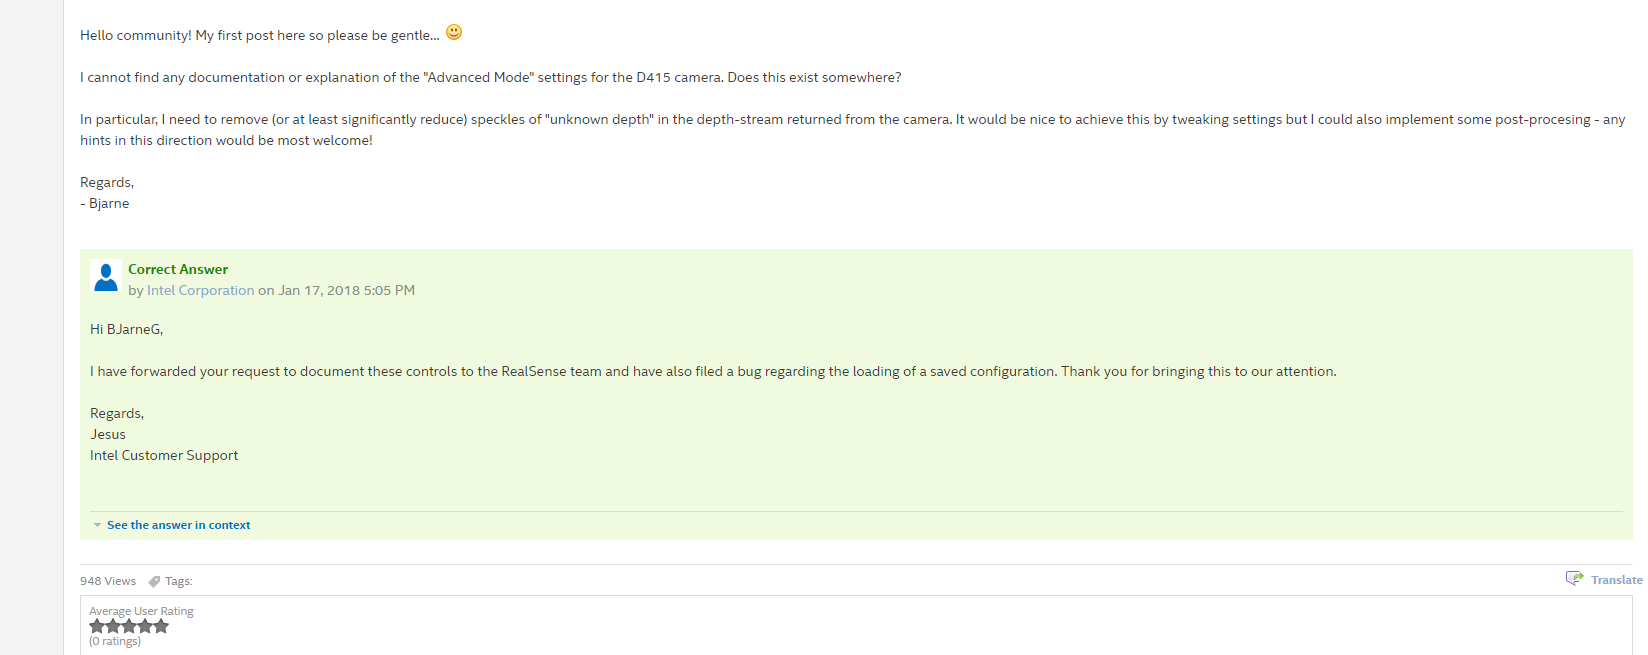 Hello community! My first post here so please be gentle...
I cannot find any documentation or explanation of the "Advanced Mode" settings for the D415 camera. Does this exist somewhere?
In particular, I need to remove (or at least significantly reduce) speckles of "unknown depth" in the depth-stream returned from the camera. It would be nice to achieve this by tweaking settings but I could also implement some post-procesing - any
hints in this direction would be most welcome!
Regards,
- Bjarne
Correct Answer
by Intel Corporation on Jan 17, 2018 5:05 PM
Hi BJarneG,
I have forwarded your request to document these controls to the RealSense team and have also filed a bug regarding the loading of a saved configuration. Thank you for bringing this to our attention.
Regards,
Jesus
Intel Customer Support
See the answer in context
948 Views Tags:
Translate
Average User Rating
(0 ratings)